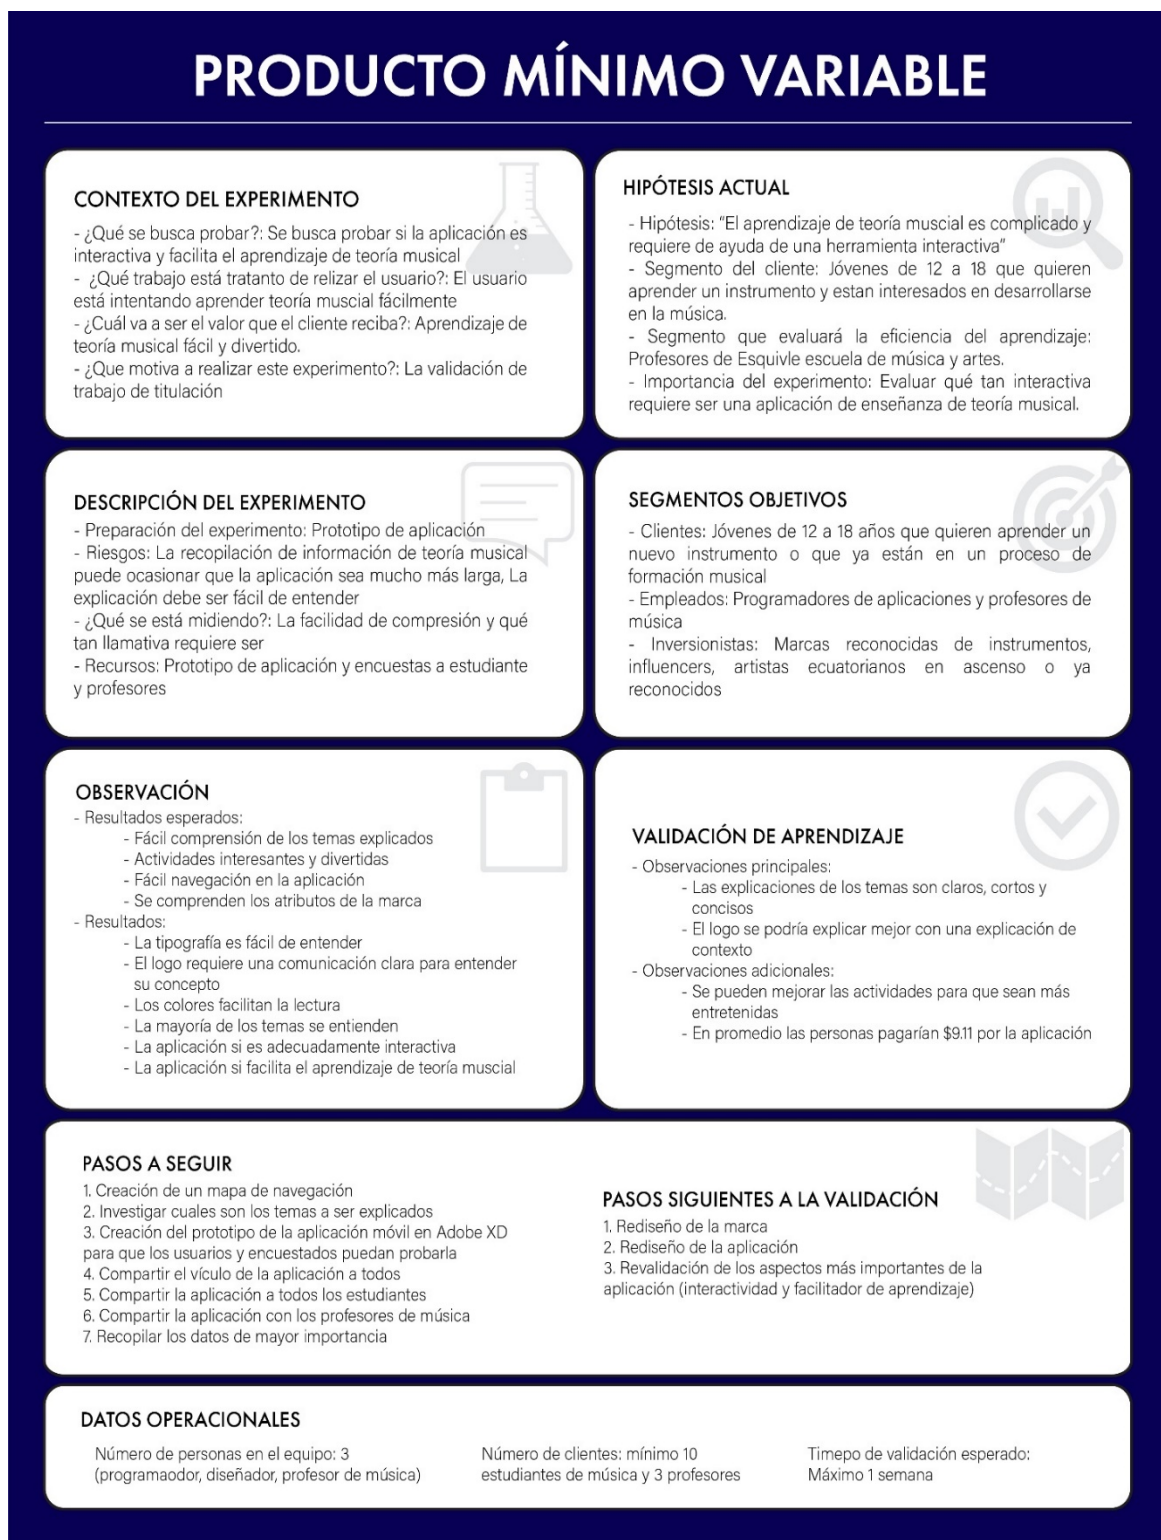 PRODUCTO MÍNIMO VARIABLE
CONTEXTO DEL EXPERIMENTO
- ¿Qué se busca probar?: Se busca probar si la aplicación es
interactiva y facilita el aprendizaje de teoría musical
- ¿Qué trabajo está tratanto de relizar el usuario?: El usuario
está intentando aprender teoría muscial fácilmente
- ¿Cuál va a ser el valor que el cliente reciba?: Aprendizaje de
teoría musical fácil y divertido.
- ¿Que motiva a realizar este experimento?: La validación de
trabajo de titulación
HIPÓTESIS ACTUAL
- Hipótesis: “El aprendizaje de teoría muscial es complicado y
requiere de ayuda de una herramienta interactiva”
- Segmento del cliente: Jóvenes de 12 a 18 que quieren
aprender un instrumento y estan interesados en desarrollarse
en la música.
- Segmento que evaluará la eficiencia del aprendizaje:
Profesores de Esquivle escuela de música y artes.
- Importancia del experimento: Evaluar qué tan interactiva
requiere ser una aplicación de enseñanza de teoría musical.
DESCRIPCIÓN DEL EXPERIMENTO
- Preparación del experimento: Prototipo de aplicación
- Riesgos: La recopilación de información de teoría musical
puede ocasionar que la aplicación sea mucho más larga, La
explicación debe ser fácil de entender
- ¿Qué se está midiendo?: La facilidad de compresión y qué
tan llamativa requiere ser
- Recursos: Prototipo de aplicación y encuestas a estudiante
y profesores
SEGMENTOS OBJETIVOS
- Clientes: Jóvenes de 12 a 18 años que quieren aprender un
nuevo instrumento o que ya están en un proceso de
formación musical
- Empleados: Programadores de aplicaciones y profesores de
música
- Inversionistas: Marcas reconocidas de instrumentos,
influencers, artistas ecuatorianos en ascenso o ya
reconocidos
OBSERVACIÓN
- Resultados esperados:
- Fácil comprensión de los temas explicados
- Actividades interesantes y divertidas
- Fácil navegación en la aplicación
- Se comprenden los atributos de la marca
- Resultados:
- La tipografía es fácil de entender
- El logo requiere una comunicación clara para entender
su concepto
- Los colores facilitan la lectura
- La mayoría de los temas se entienden
- La aplicación si es adecuadamente interactiva
- La aplicación si facilita el aprendizaje de teoría muscial
VALIDACIÓN DE APRENDIZAJE
- Observaciones principales:
- Las explicaciones de los temas son claros, cortos y
concisos
- El logo se podría explicar mejor con una explicación de
contexto
- Observaciones adicionales:
- Se pueden mejorar las actividades para que sean más
entretenidas
- En promedio las personas pagarían $9.11 por la aplicación
PASOS A SEGUIR
1. Creación de un mapa de navegación
2. Investigar cuales son los temas a ser explicados
3. Creación del prototipo de la aplicación móvil en Adobe XD
para que los usuarios y encuestados puedan probarla
4. Compartir el vículo de la aplicación a todos
5. Compartir la aplicación a todos los estudiantes
6. Compartir la aplicación con los profesores de música
7. Recopilar los datos de mayor importancia
PASOS SIGUIENTES A LA VALIDACIÓN
1. Rediseño de la marca
2. Rediseño de la aplicación
3. Revalidación de los aspectos más importantes de la
aplicación (interactividad y facilitador de aprendizaje)
DATOS OPERACIONALES
Número de personas en el equipo: 3
(programaodor, diseñador, profesor de música)
Número de clientes: mínimo 10
estudiantes de música y 3 profesores
Timepo de validación esperado:
Máximo 1 semana